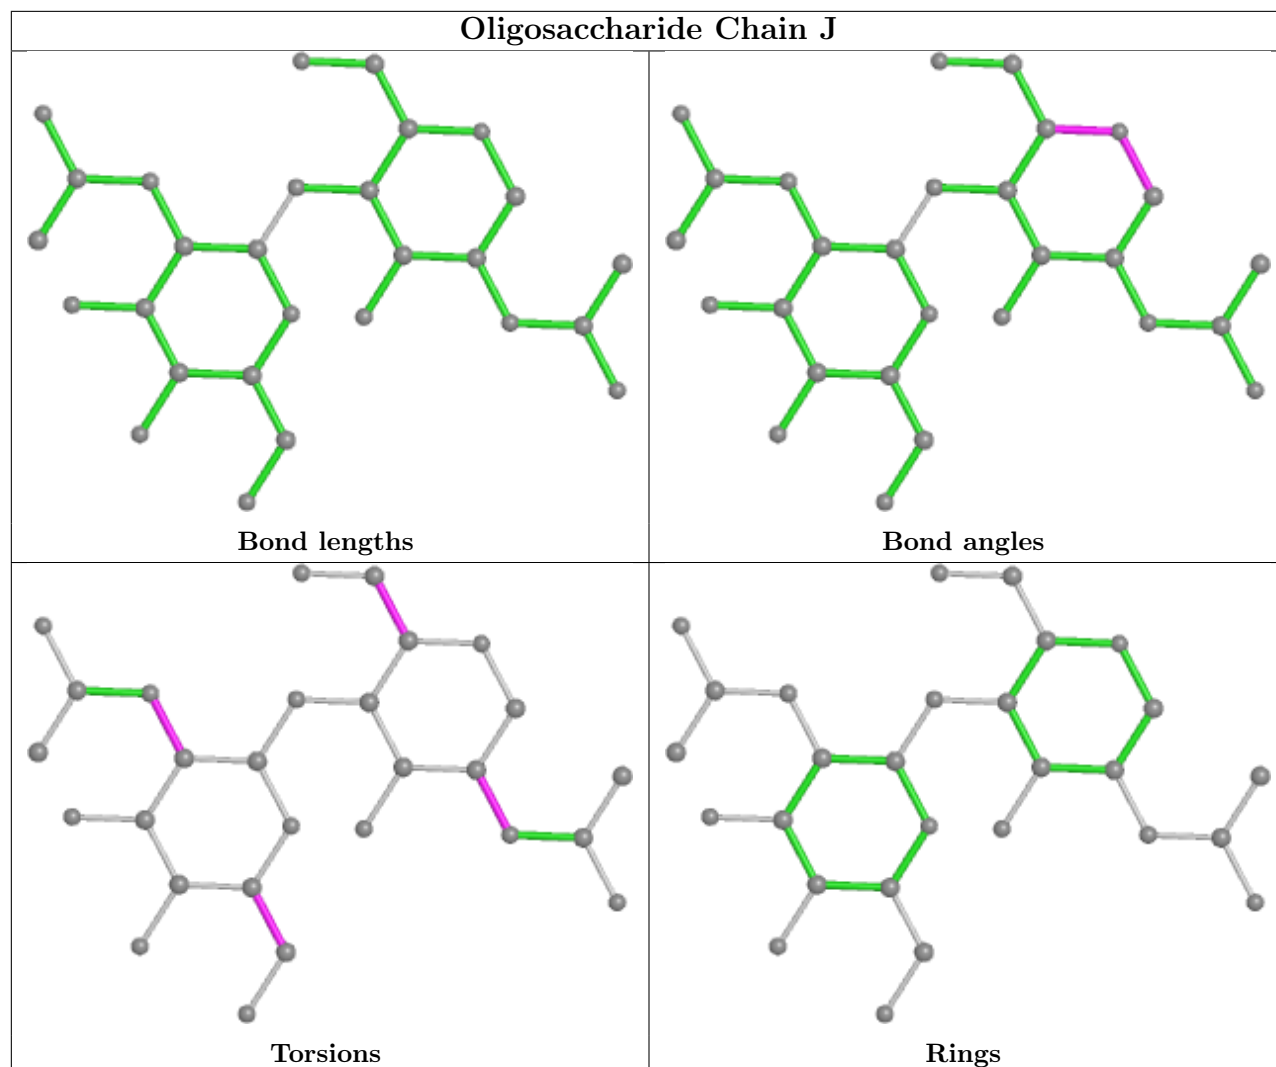 Oligosaccharide Chain J
Bond lengths
Bond angles
Torsions
Rings